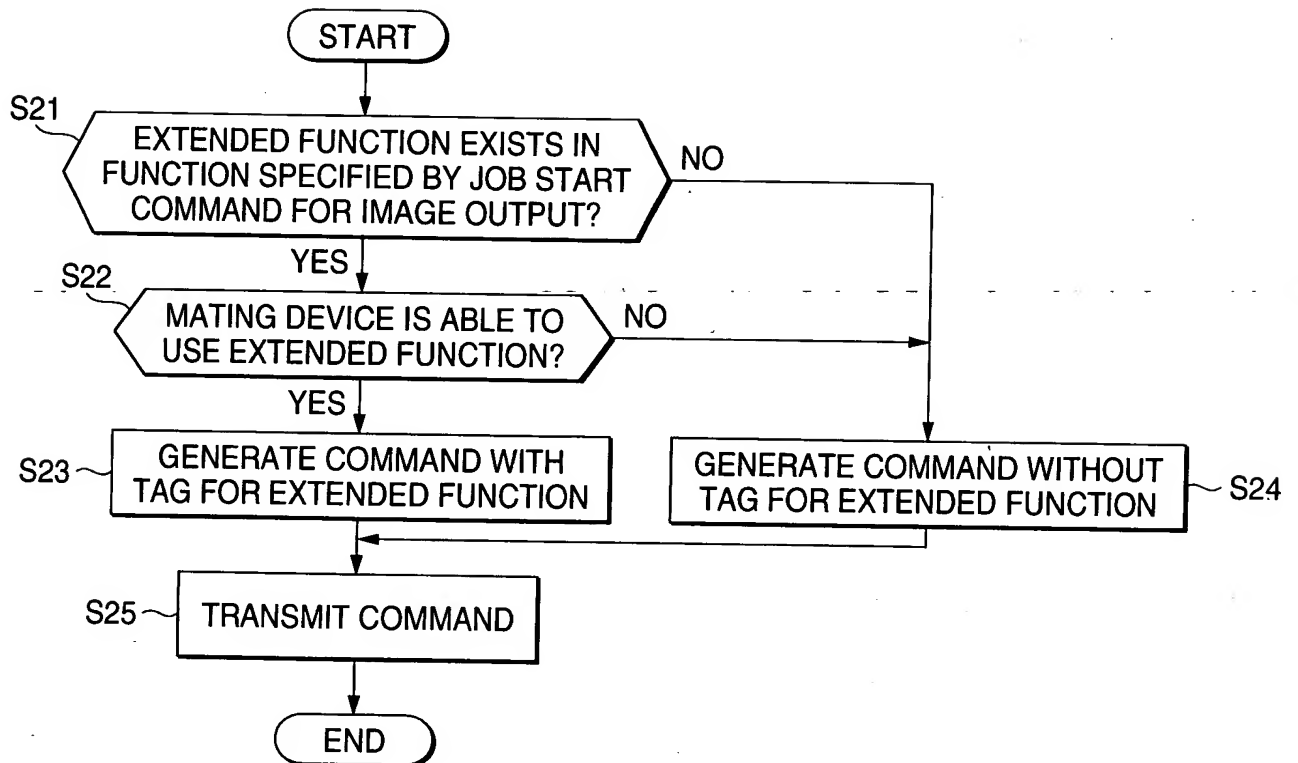 START
S21
EXTENDED FUNCTION EXISTS IN
FUNCTION SPECIFIED BY JOB START
COMMAND FOR IMAGE OUTPUT?
NO
YES
S22
MATING DEVICE IS ABLE TO
USE EXTENDED FUNCTION?
NO
YES
S23
GENERATE COMMAND WITH
TAG FOR EXTENDED FUNCTION
GENERATE COMMAND WITHOUT
TAG FOR EXTENDED FUNCTION
S24
S25
TRANSMIT COMMAND
END